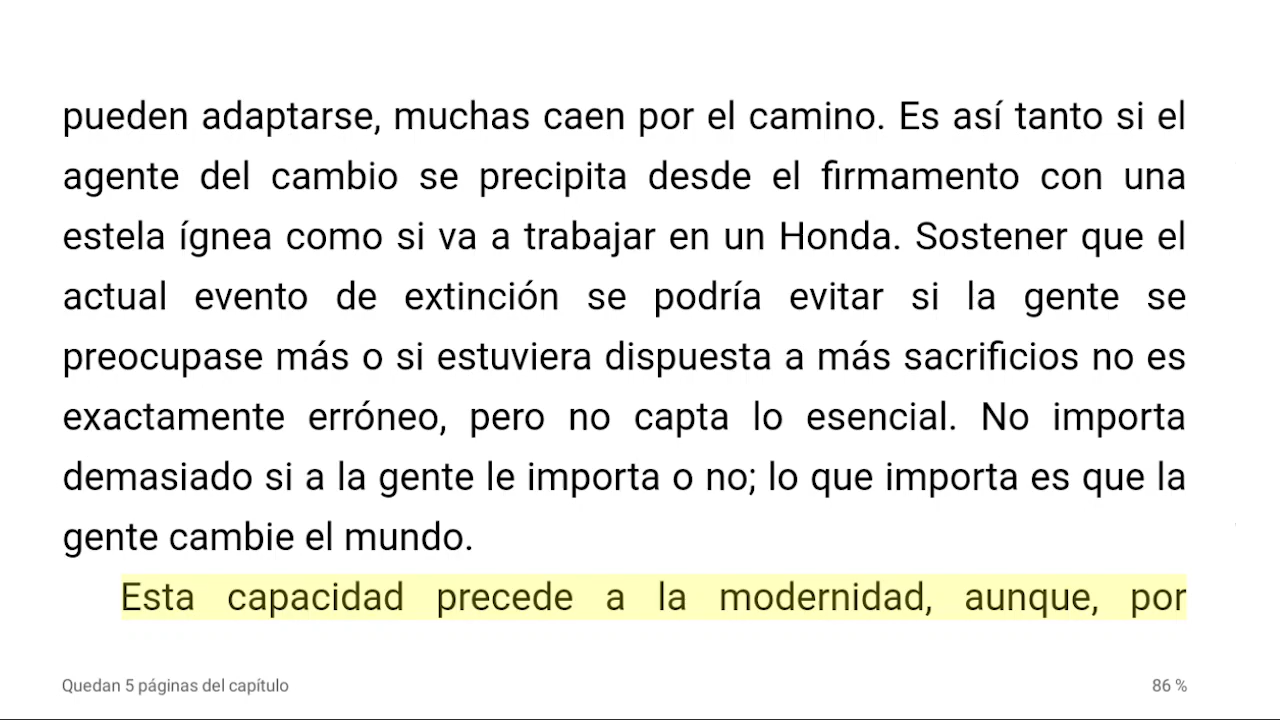 pueden adaptarse, muchas caen por el camino. Es así tanto si el
agente del cambio se precipita desde el firmamento con una
estela ígnea como si va a trabajar en un Honda. Sostener que el
actual evento de extinción se podría evitar si la gente se
preocupase más o si estuviera dispuesta a más sacrificios no es
exactamente erróneo, pero no capta lo esencial. No importa
demasiado si a la gente le importa o no; lo que importa es que la
gente cambie el mundo.
Esta capacidad precede a la modernidad, aunque, por
Quedan 5 páginas del capítulo 86 %